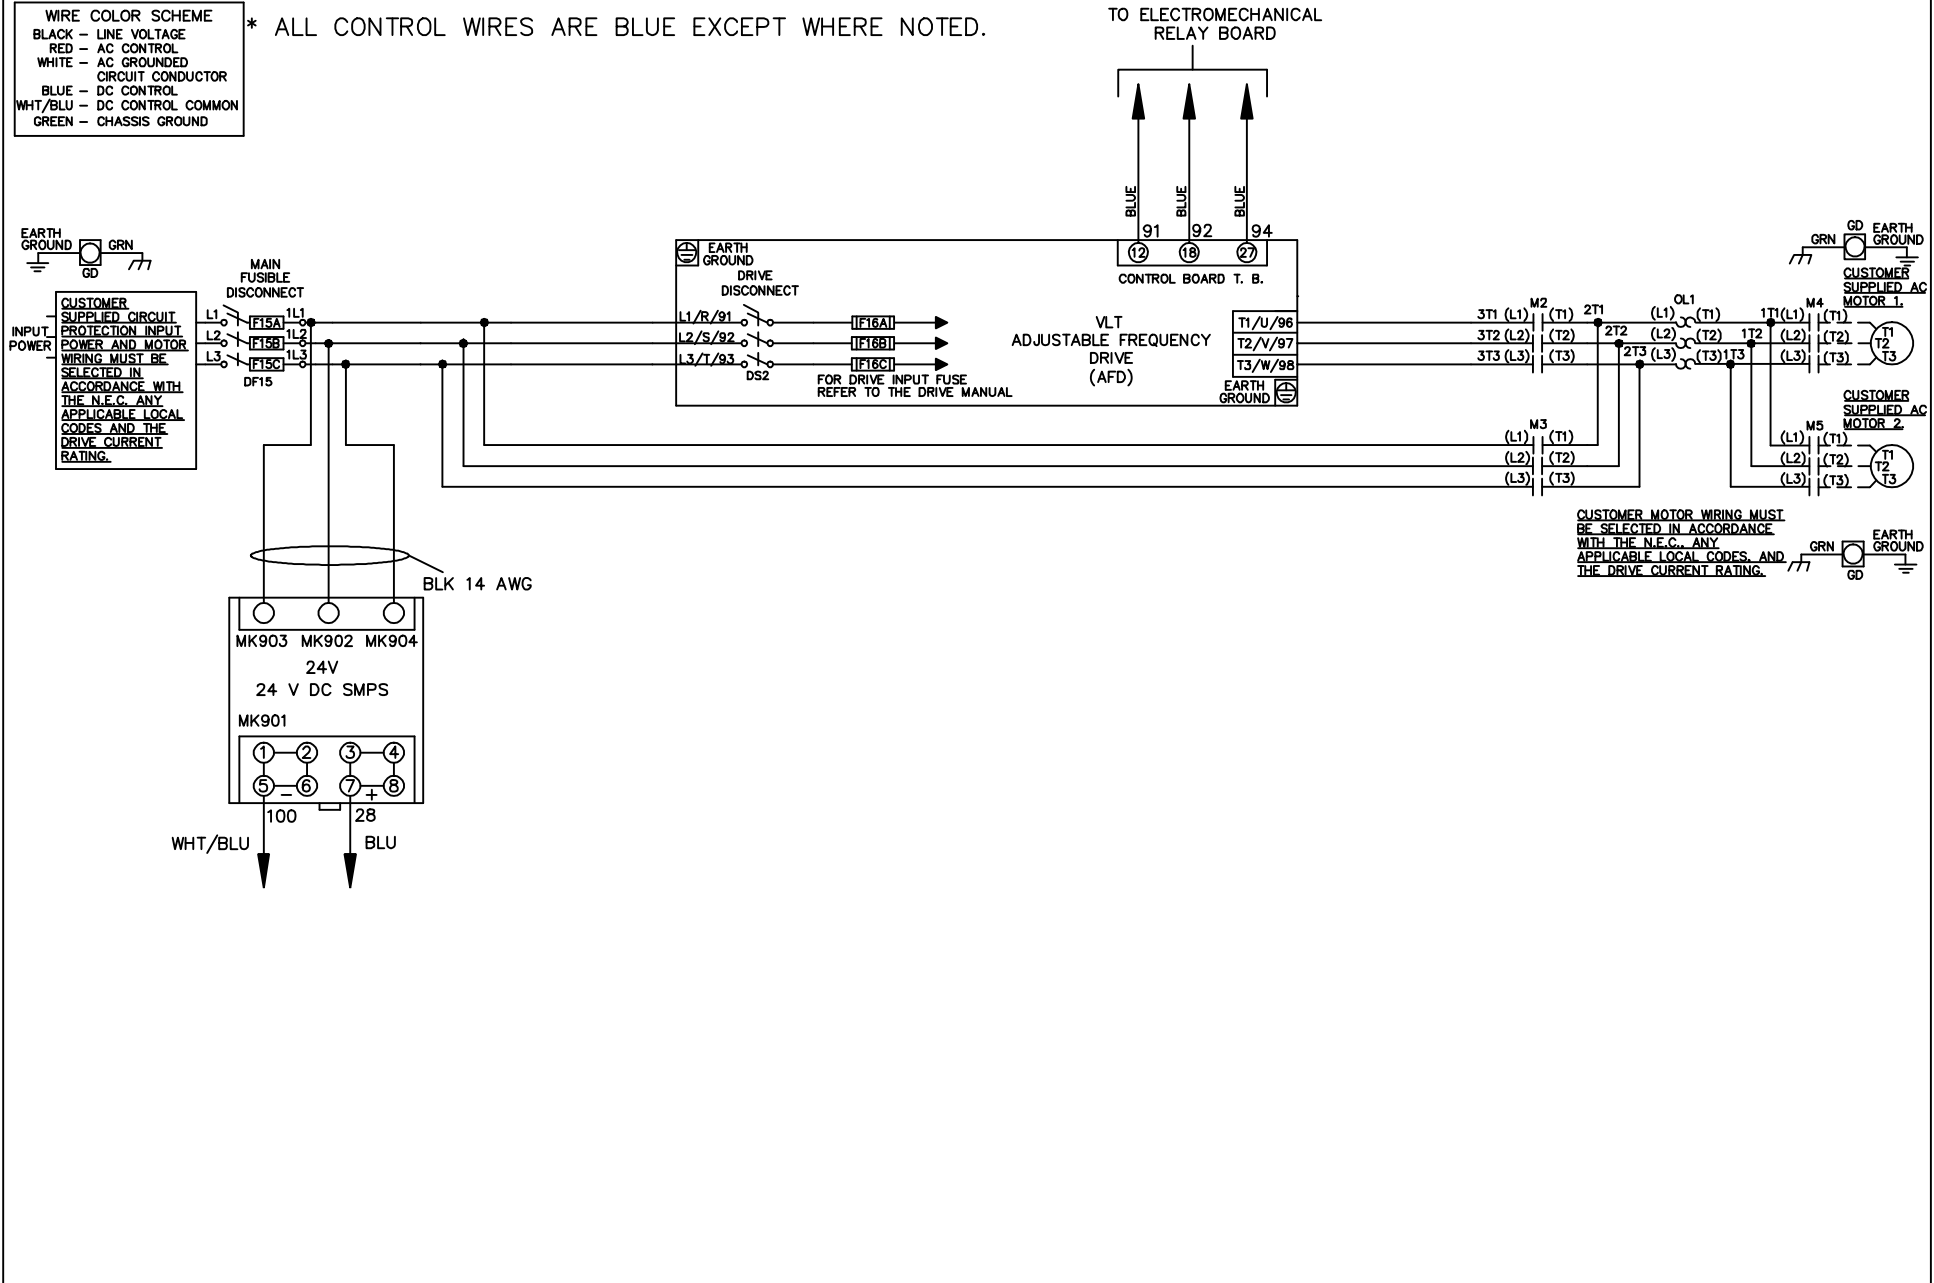 WIRE COLOR SCHEME
BLACK – LINE VOLTAGE
RED – AC CONTROL
WHITE – AC GROUNDED
CIRCUIT CONDUCTOR
BLUE – DC CONTROL
WHT/BLU – DC CONTROL COMMON
GREEN – CHASSIS GROUND
* ALL CONTROL WIRES ARE BLUE EXCEPT WHERE NOTED.
TO ELECTROMECHANICAL
RELAY BOARD
BLUE
BLUE
BLUE
91 92 94
12 18 27
CONTROL BOARD T. B.
EARTH
GROUND
GRN
GD
INPUT
POWER
CUSTOMER
SUPPLIED CIRCUIT
PROTECTION INPUT
POWER AND MOTOR
WIRING MUST BE
SELECTED IN
ACCORDANCE WITH
THE N.E.C. ANY
APPLICABLE LOCAL
CODES AND THE
DRIVE CURRENT
RATING.
MAIN
FUSIBLE
DISCONNECT
L1 F15A 1L1
L2 F15B 1L2
L3 F15C 1L3
DF15
EARTH
GROUND
DRIVE
DISCONNECT
L1/R/91
L2/S/92
L3/T/93
DS2
F16A
F16B
F16C
FOR DRIVE INPUT FUSE
REFER TO THE DRIVE MANUAL
VLT
ADJUSTABLE FREQUENCY
DRIVE
(AFD)
T1/U/96
T2/V/97
T3/W/98
EARTH
GROUND
M2
3T1 (L1) (T1) 2T1
3T2 (L2) (T2) 2T2
3T3 (L3) (T3) 2T3
M3
(L1) (T1)
(L2) (T2)
(L3) (T3)
OL1
(L1) (T1) 1T1
(L2) (T2) 1T2
(L3) (T3) 1T3
GD
GRN
EARTH
GROUND
CUSTOMER
SUPPLIED AC
MOTOR 1.
M4
(L1) (T1)
(L2) (T2)
(L3) (T3)
T1
T2
T3
CUSTOMER
SUPPLIED AC
MOTOR 2.
M5
(L1) (T1)
(L2) (T2)
(L3) (T3)
T1
T2
T3
CUSTOMER MOTOR WIRING MUST
BE SELECTED IN ACCORDANCE
WITH THE N.E.C., ANY
APPLICABLE LOCAL CODES, AND
THE DRIVE CURRENT RATING.
GRN
GD
EARTH
GROUND
BLK 14 AWG
MK903 MK902 MK904
24V
24 V DC SMPS
MK901
1 2 3 4
5 6 7 8
– +
100 28
WHT/BLU BLU